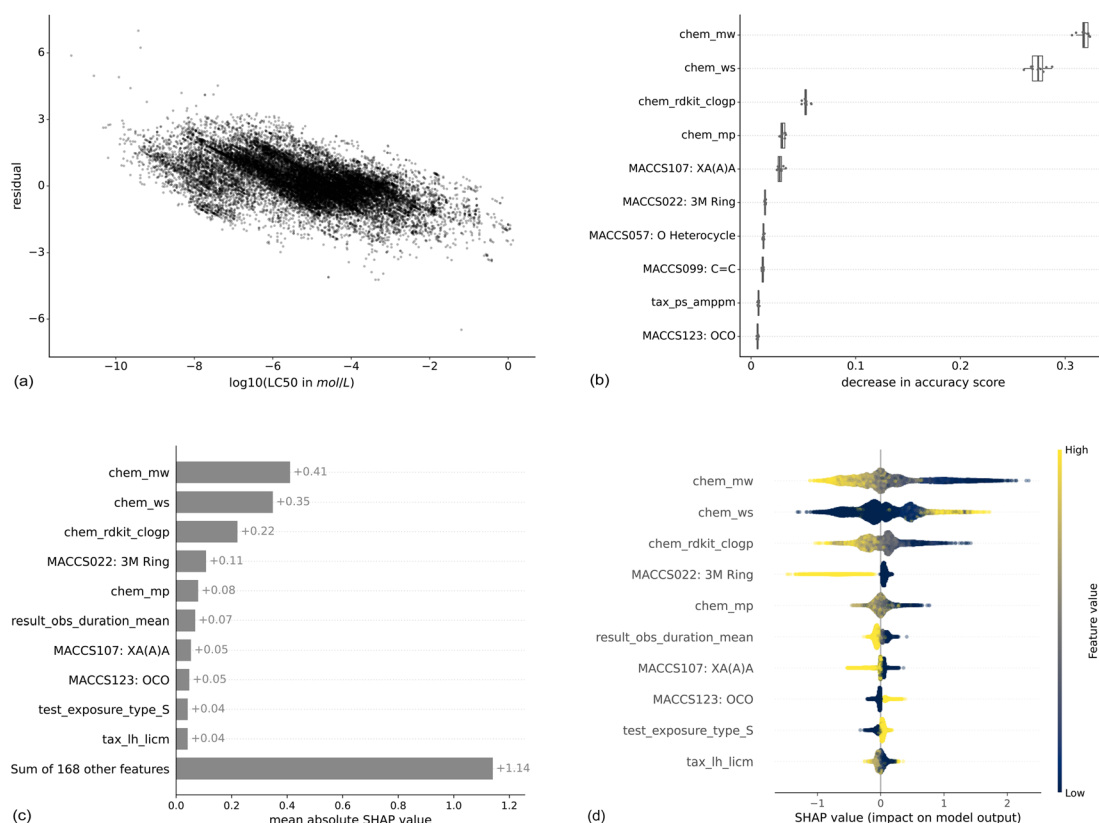 6
3
0
−3
−6
residual
−10
−8
−6
−4
−2
0
log10(LC50 in mol/L)
(a)
chem_mw
chem_ws
chem_rdkit_clogp
chem_mp
MACCS107: XA(A)A
MACCS022: 3M Ring
MACCS057: O Heterocycle
MACCS099: C=C
tax_ps_amppm
MACCS123: OCO
0
0.1
0.2
0.3
decrease in accuracy score
(b)
chem_mw +0.41
chem_ws +0.35
chem_rdkit_clogp +0.22
MACCS022: 3M Ring +0.11
chem_mp +0.08
result_obs_duration_mean +0.07
MACCS107: XA(A)A +0.05
MACCS123: OCO +0.05
test_exposure_type_S +0.04
tax_lh_licm +0.04
Sum of 168 other features +1.14
0.0
0.2
0.4
0.6
0.8
1.0
1.2
mean absolute SHAP value
(c)
High
chem_mw
chem_ws
chem_rdkit_clogp
MACCS022: 3M Ring
chem_mp
result_obs_duration_mean
MACCS107: XA(A)A
MACCS123: OCO
test_exposure_type_S
tax_lh_licm
Feature value
Low
−1
0
1
2
SHAP value (impact on model output)
(d)